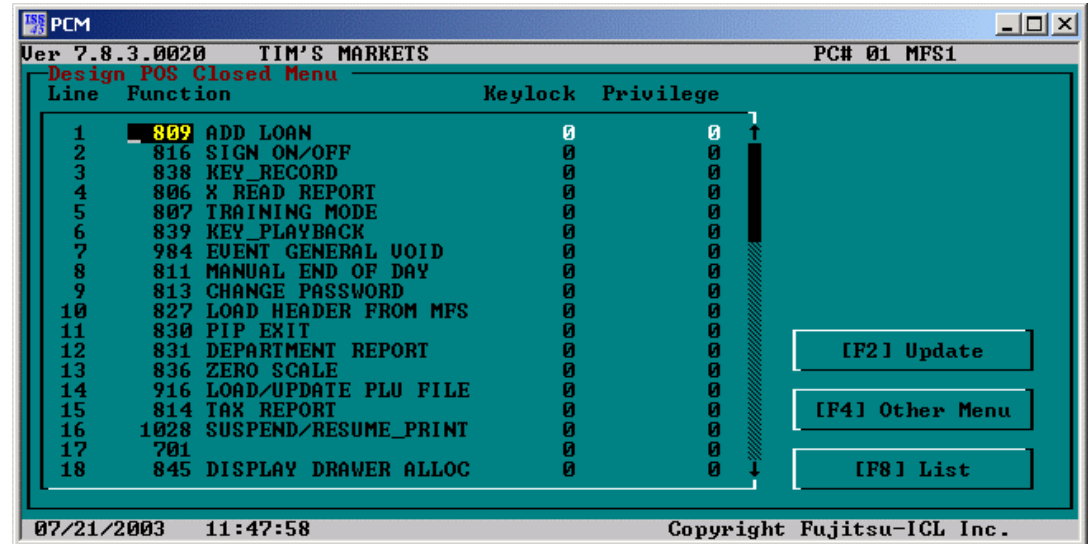 ISS 45 PCM
Ver 7.8.3.0020 TIM'S MARKETS PC# 01 MFS1
Design POS Closed Menu
Line Function Keylock Privilege
1 809 ADD LOAN 0 0
2 816 SIGN ON/OFF 0 0
3 838 KEY_RECORD 0 0
4 806 X READ REPORT 0 0
5 807 TRAINING MODE 0 0
6 839 KEY_PLAYBACK 0 0
7 984 EVENT GENERAL VOID 0 0
8 811 MANUAL END OF DAY 0 0
9 813 CHANGE PASSWORD 0 0
10 827 LOAD HEADER FROM MFS 0 0
11 830 PIP EXIT 0 0
12 831 DEPARTMENT REPORT 0 0
13 836 ZERO SCALE 0 0
14 916 LOAD/UPDATE PLU FILE 0 0
15 814 TAX REPORT 0 0
16 1028 SUSPEND/RESUME_PRINT 0 0
17 701 0 0
18 845 DISPLAY DRAWER ALLOC 0 0
[F2] Update
[F4] Other Menu
[F8] List
07/21/2003 11:47:58 Copyright Fujitsu-ICL Inc.